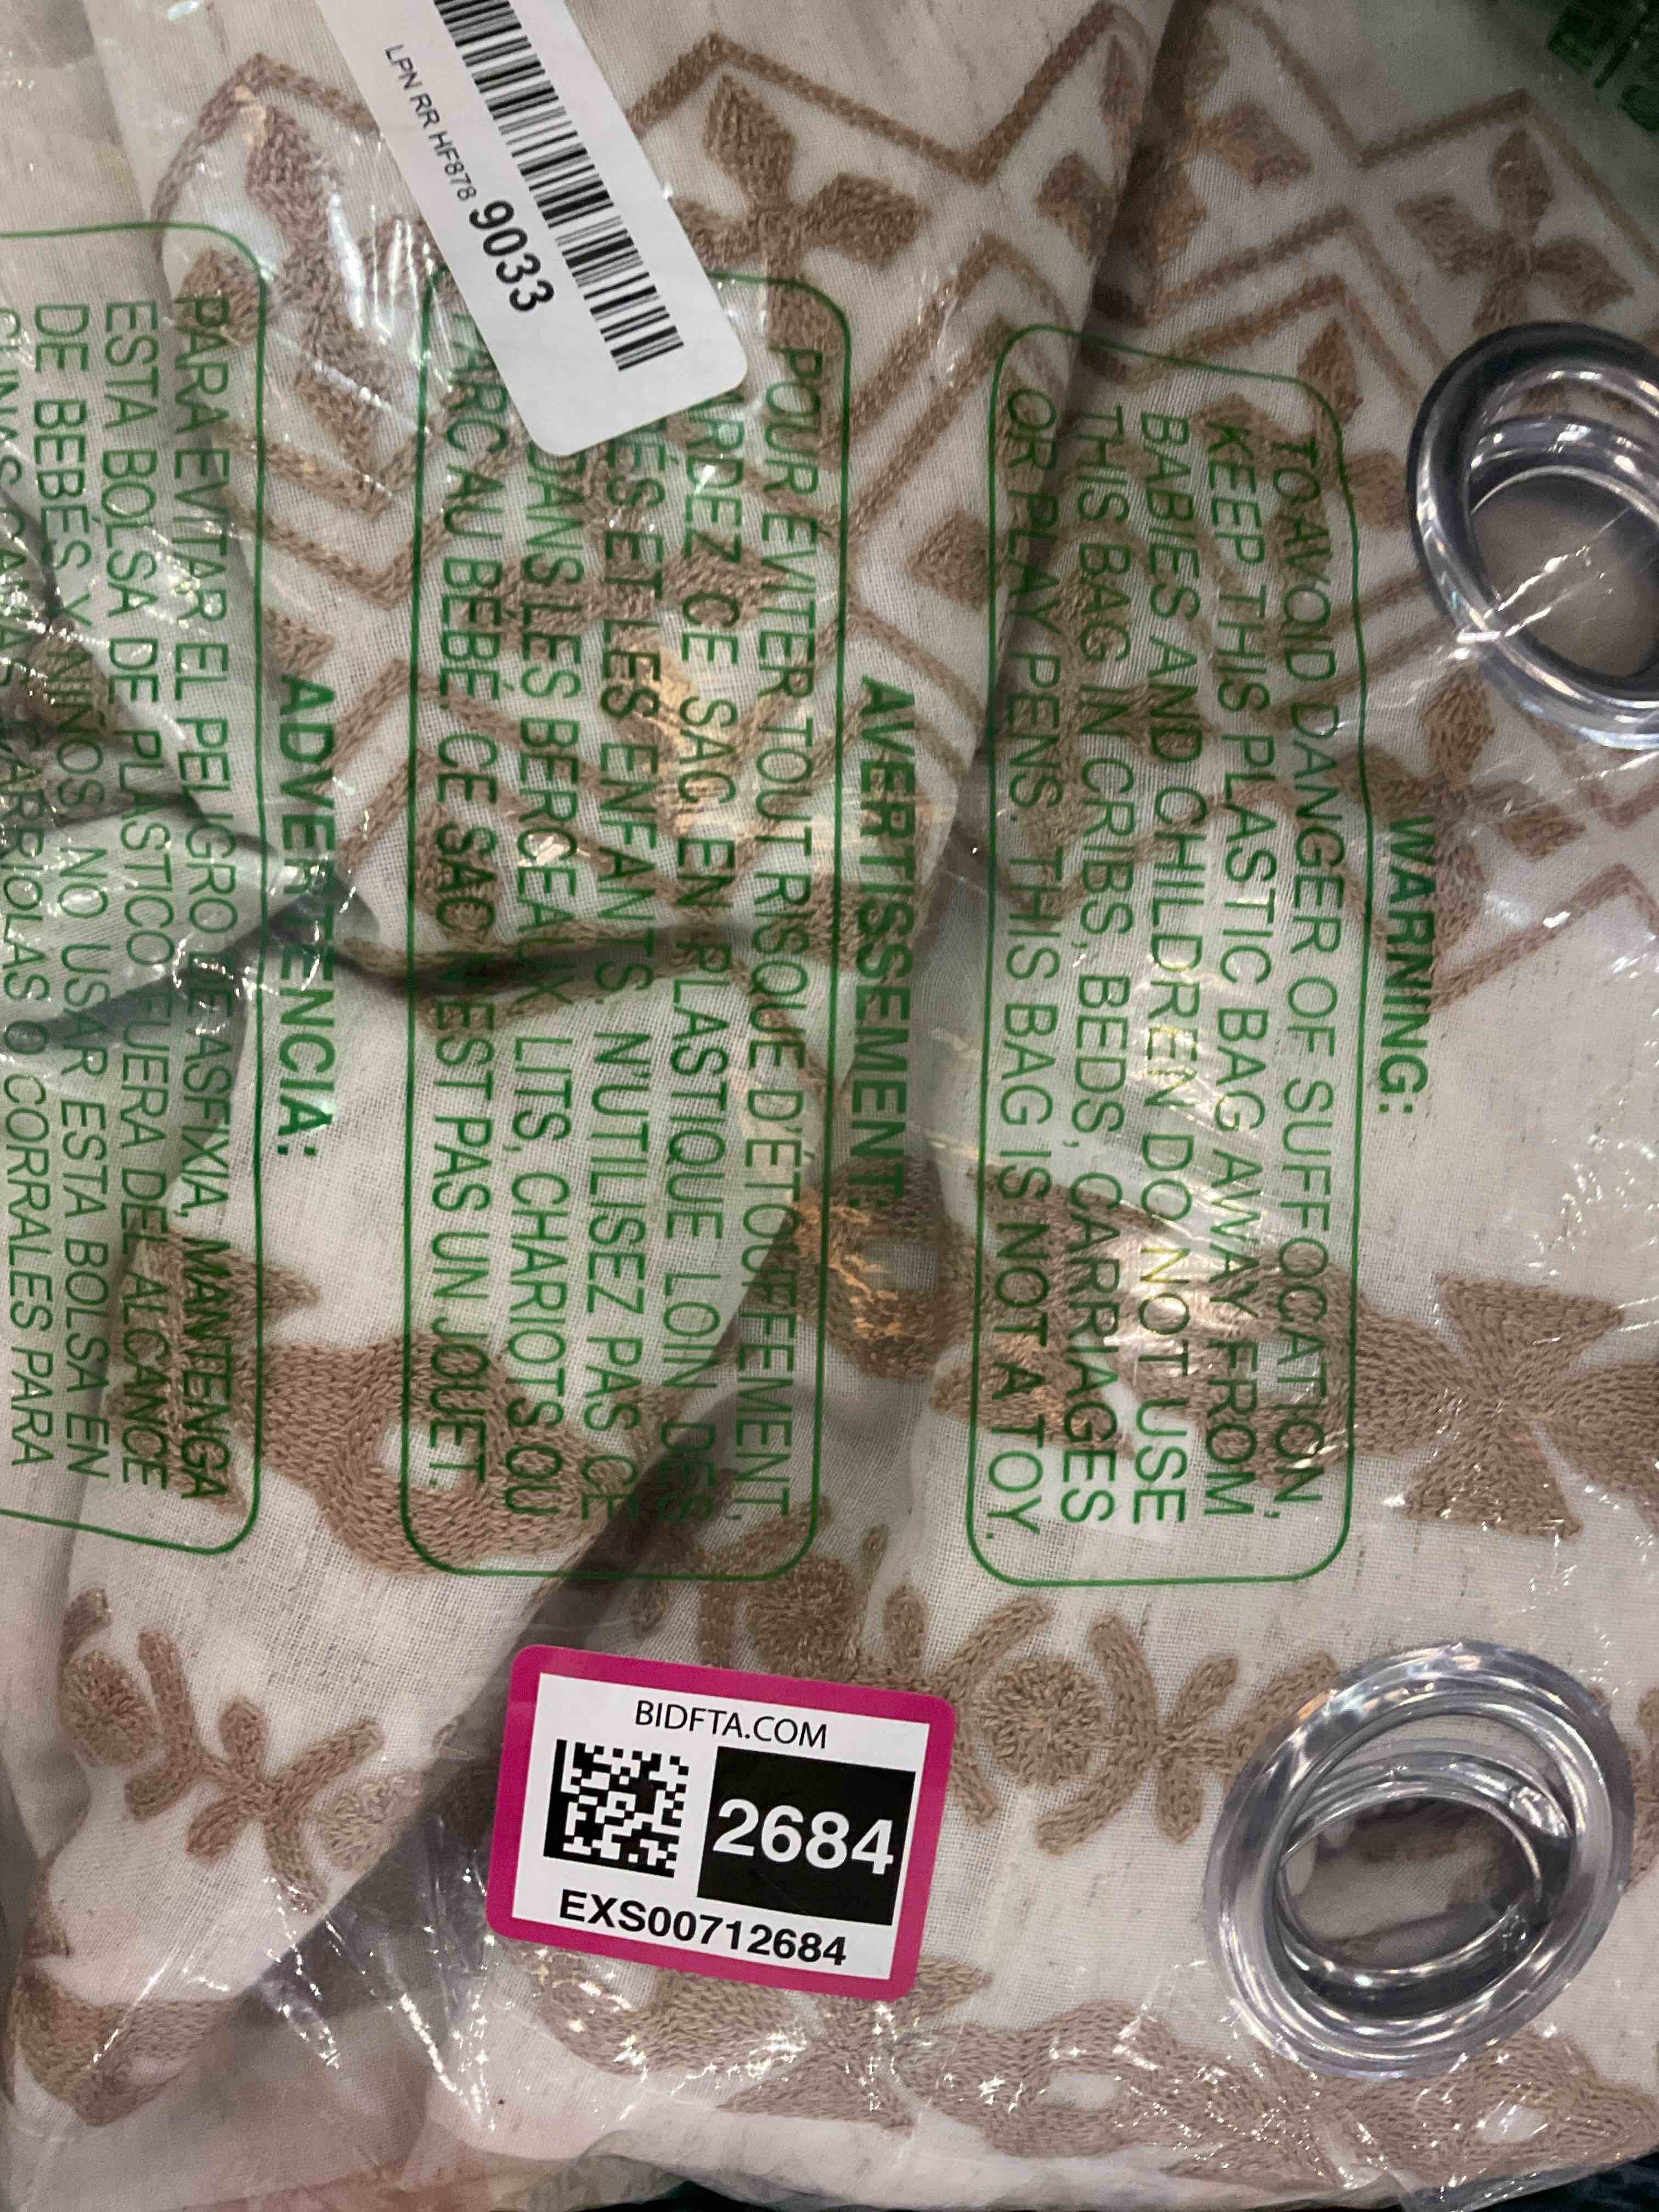 LPN RR HF878 9033
WARNING:
TO AVOID DANGER OF SUFFOCATION,
KEEP THIS PLASTIC BAG AWAY FROM
BABIES AND CHILDREN DO NOT USE
THIS BAG IN CRIBS, BEDS, CARRIAGES
OR PLAY PENS. THIS BAG IS NOT A TOY.
AVERTISSEMENT:
POUR ÉVITER TOUT RISQUE D'ÉTOUFFEMENT,
CE SAC EN PLASTIQUE LOIN DES
ET LES ENFANTS. N'UTILISEZ PAS CE
DANS LES BERCEAUX, LITS, CHARIOTS OU
PARC AU BÉBÉ. CE SAC N'EST PAS UN JOUET.
ADVERTENCIA:
PARA EVITAR EL PELIGRO DE ASFIXIA, MANTENGA
ESTA BOLSA DE PLASTICO FUERA DEL ALCANCE
DE BEBÉS Y NIÑOS. NO USAR ESTA BOLSA EN
CUNAS, CAMAS, CARRIOLAS O CORRALES PARA
BIDFTA.COM
2684
EXS00712684